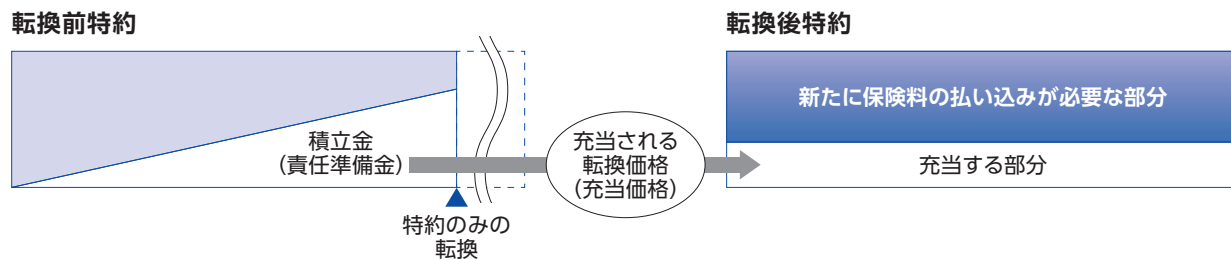 転換前特約
転換後特約
新たに保険料の払い込みが必要な部分
積立金
（責任準備金）
充当される
転換価格
（充当価格）
充当する部分
特約のみの
転換